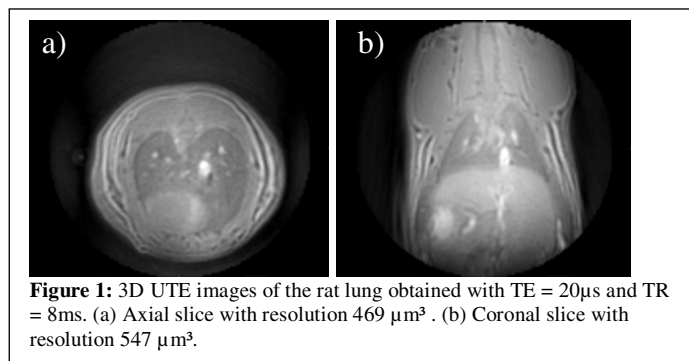 a)
b)
Figure 1: 3D UTE images of the rat lung obtained with TE = 20µs and TR
= 8ms. (a) Axial slice with resolution 469 µm³ . (b) Coronal slice with
resolution 547 µm³.